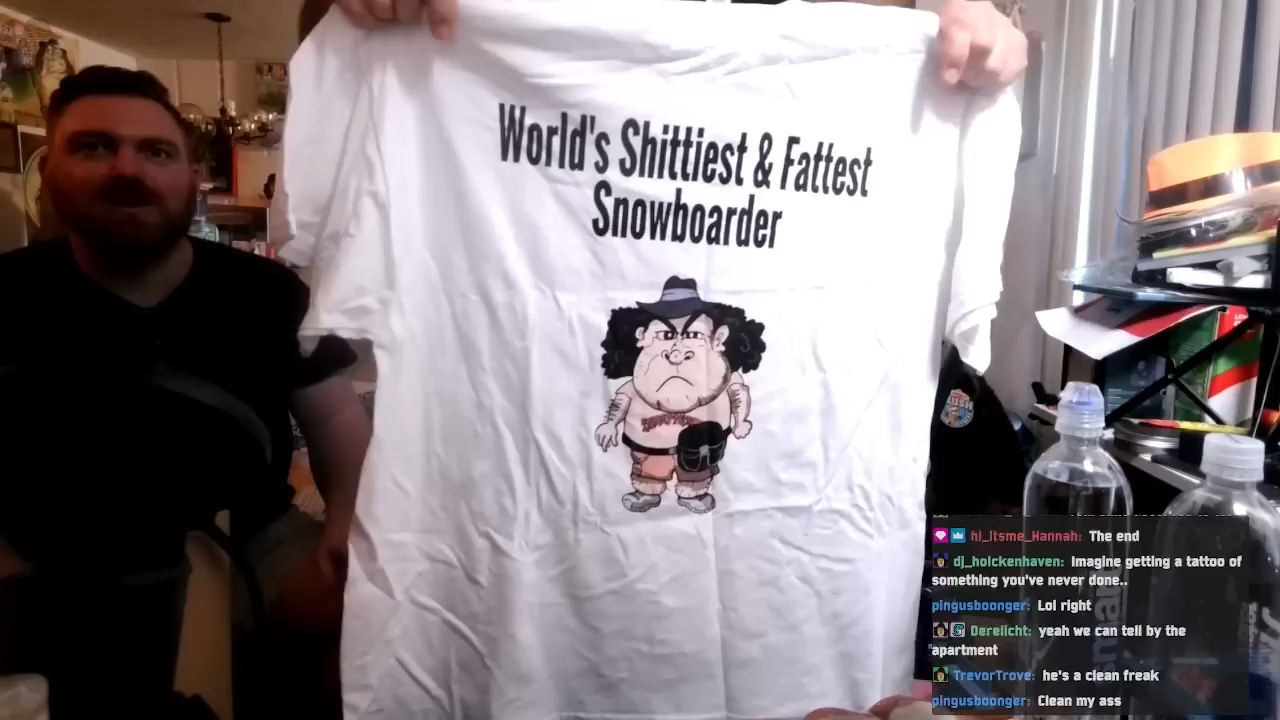 World's Shittiest & Fattest
Snowboarder
hi_itsme_Hannah: The end
dj_hoickenhaven: Imagine getting a tattoo of
something you've never done..
pingusboonger: Lol right
Derelicht: yeah we can tell by the
apartment
TrevorTrove: he's a clean freak
pingusboonger: Clean my ass